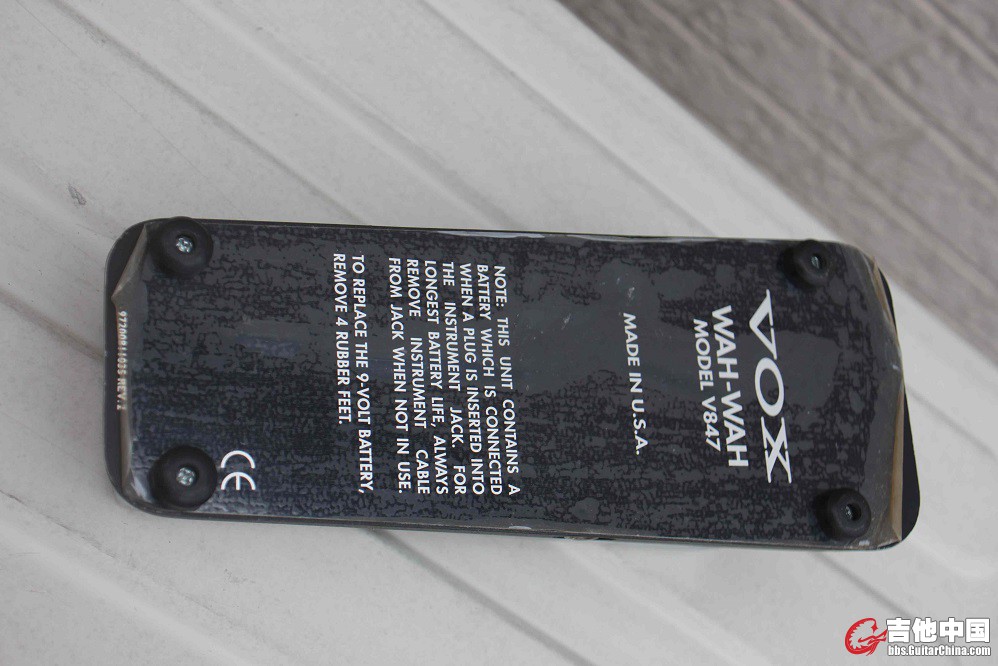 VOX
WAH-WAH
MODEL V847
MADE IN U.S.A.
NOTE: THIS UNIT CONTAINS A
BATTERY WHICH IS CONNECTED
WHEN A PLUG IS INSERTED INTO
THE INSTRUMENT JACK. FOR
LONGEST BATTERY LIFE, ALWAYS
REMOVE INSTRUMENT CABLE
FROM JACK WHEN NOT IN USE.
TO REPLACE THE 9-VOLT BATTERY,
REMOVE 4 RUBBER FEET.
CE
REV:2
吉他中国
bbs.GuitarChina.com